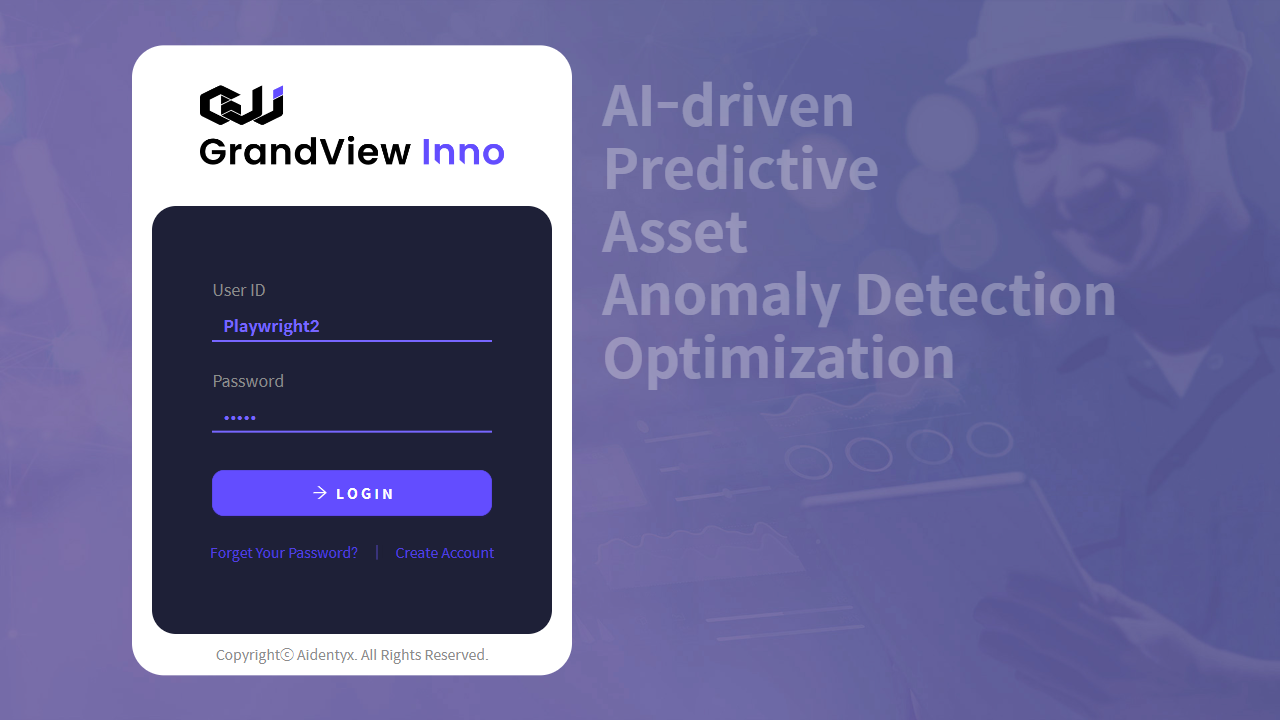 GrandView Inno
User ID
Playwright2
Password
•••••
→ LOGIN
Forget Your Password? | Create Account
Copyrightⓒ Aidentyx. All Rights Reserved.
AI-driven
Predictive
Asset
Anomaly Detection
Optimization